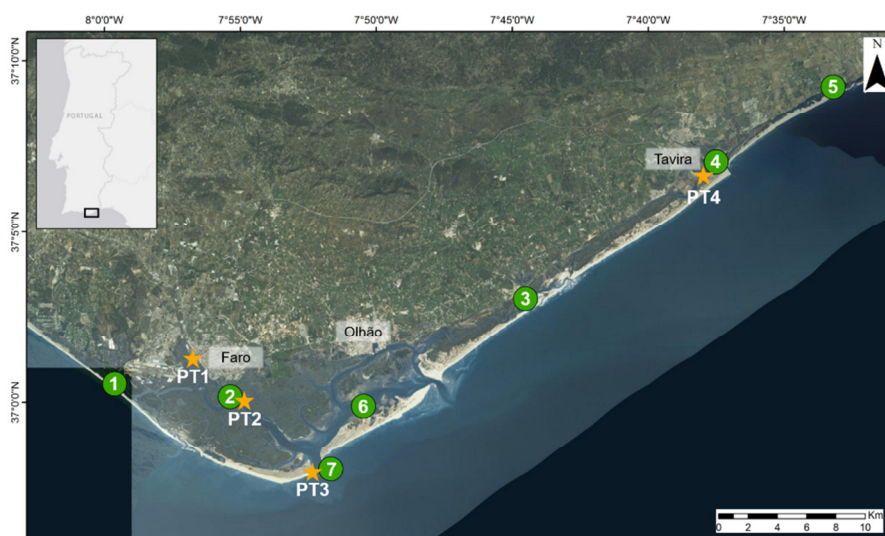 8°0'0"W 7°55'0"W 7°50'0"W 7°45'0"W 7°40'0"W 7°35'0"W
37°10'0"N
37°5'0"N
37°0'0"N
PORTUGAL
N
5
4
Tavira
PT4
3
Olhão
Faro
PT1
1
2
PT2
6
7
PT3
Km
0 2 4 6 8 10